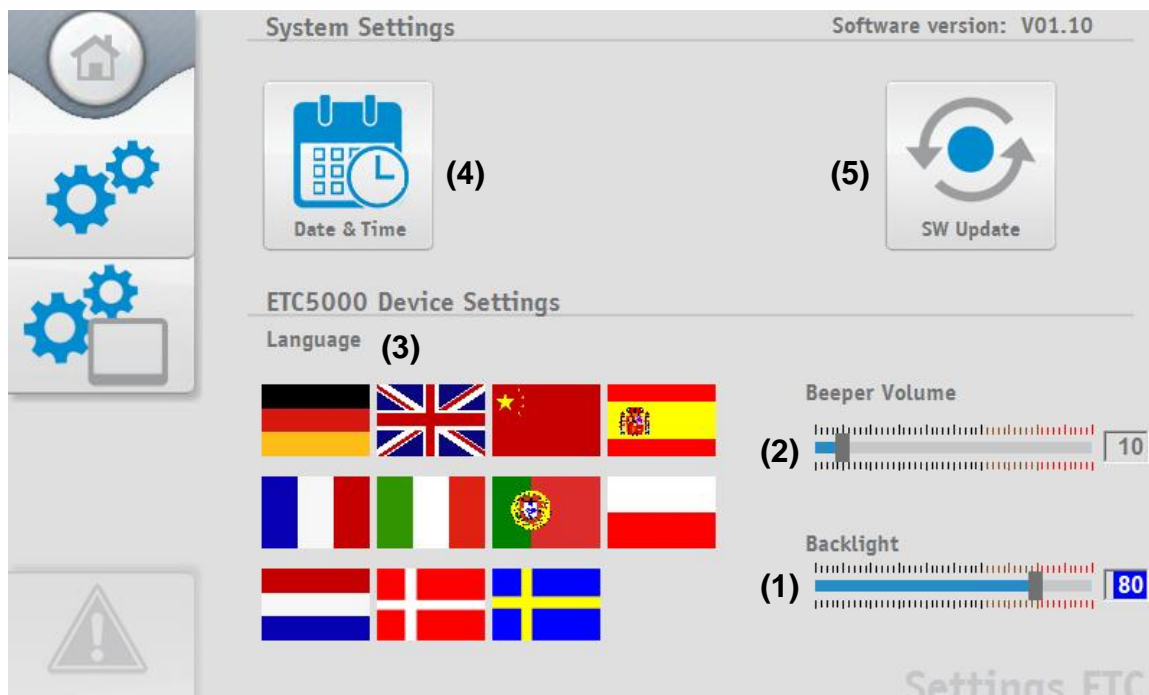 System Settings
Software version: V01.10
(4)
(5)
Date & Time
SW Update
ETC5000 Device Settings
Language (3)
Beeper Volume
(2)
10
Backlight
(1)
80
Settings ETC